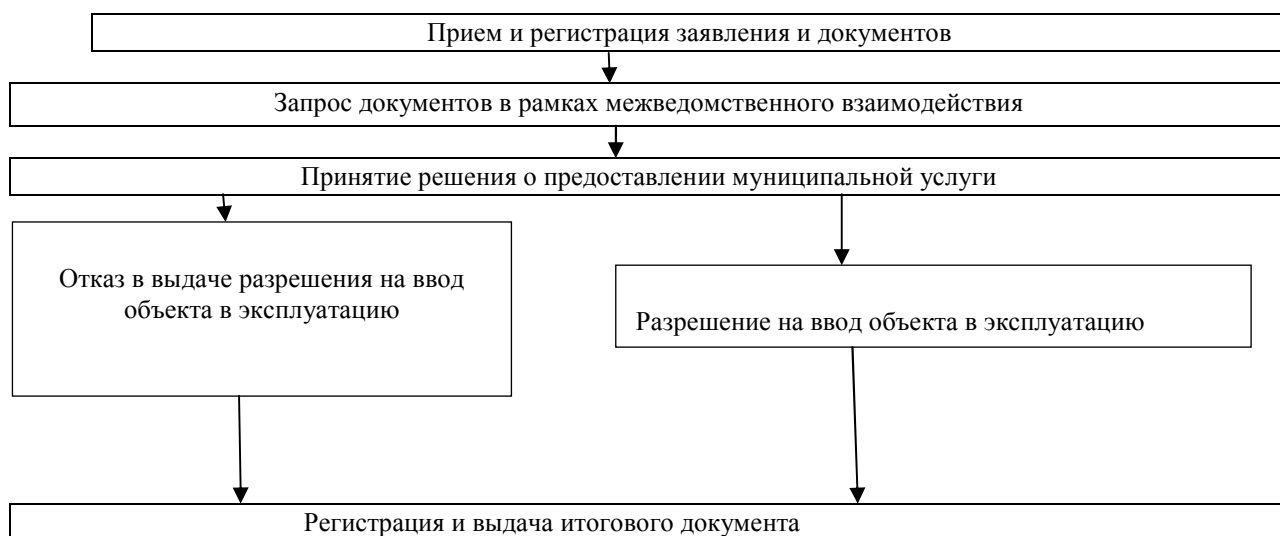 Прием и регистрация заявления и документов
Запрос документов в рамках межведомственного взаимодействия
Принятие решения о предоставлении муниципальной услуги
Отказ в выдаче разрешения на ввод
объекта в эксплуатацию
Разрешение на ввод объекта в эксплуатацию
Регистрация и выдача итогового документа